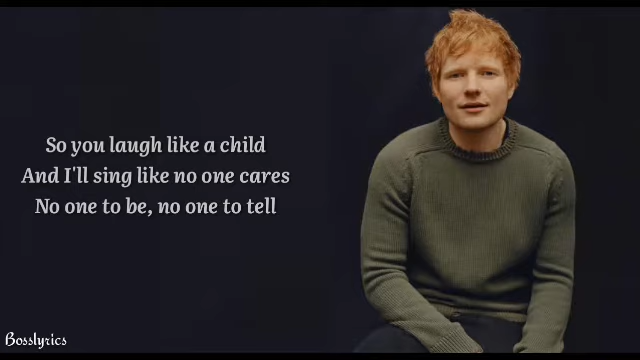 So you laugh like a child
And I'll sing like no one cares
No one to be, no one to tell
Bosslyrics